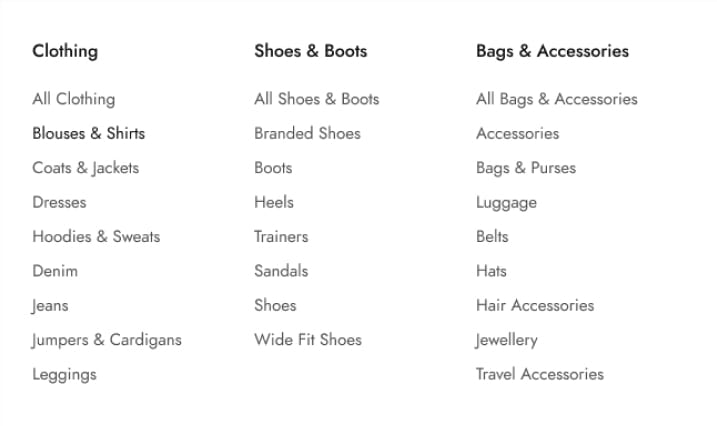 Clothing
All Clothing
Blouses & Shirts
Coats & Jackets
Dresses
Hoodies & Sweats
Denim
Jeans
Jumpers & Cardigans
Leggings
Shoes & Boots
All Shoes & Boots
Branded Shoes
Boots
Heels
Trainers
Sandals
Shoes
Wide Fit Shoes
Bags & Accessories
All Bags & Accessories
Accessories
Bags & Purses
Luggage
Belts
Hats
Hair Accessories
Jewellery
Travel Accessories